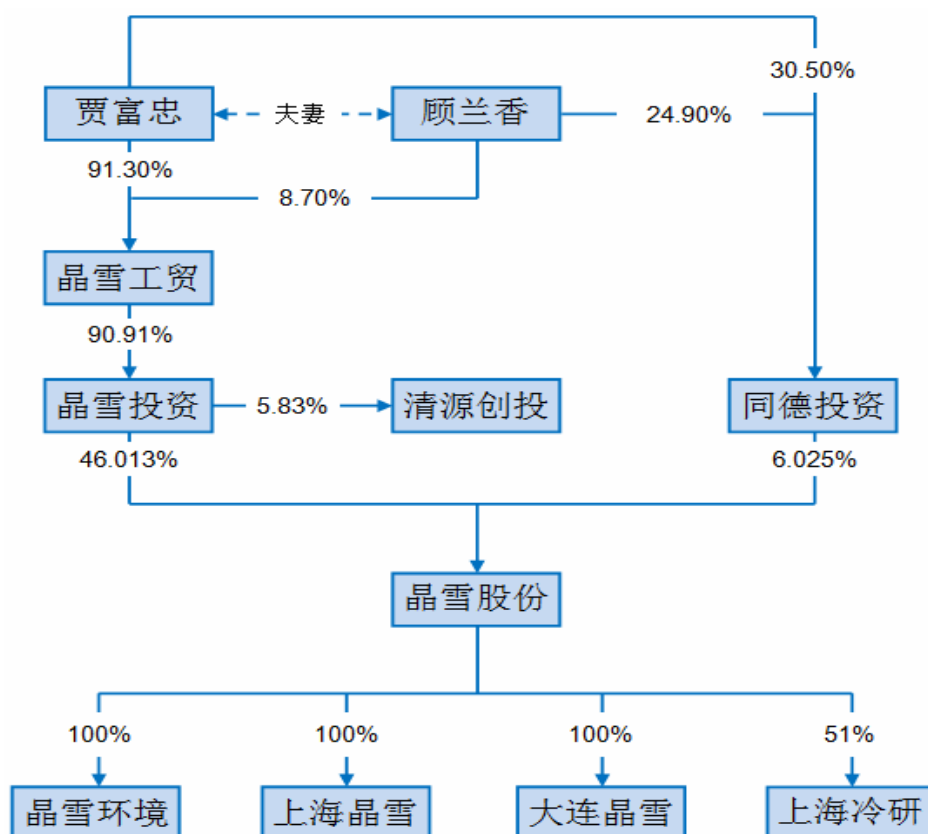 30.50%
贾富忠
夫妻
顾兰香
24.90%
91.30%
8.70%
晶雪工贸
90.91%
晶雪投资
5.83%
清源创投
同德投资
46.013%
6.025%
晶雪股份
100%
100%
100%
51%
晶雪环境
上海晶雪
大连晶雪
上海冷研